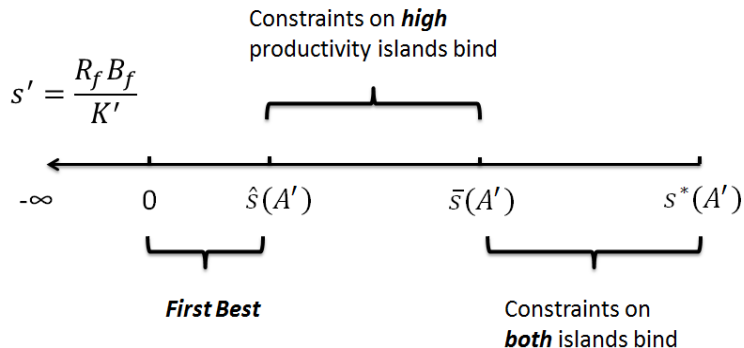 Constraints on high
productivity islands bind
s′ = R_f B_f / K′
-∞ 0 ŝ(A′) s̄(A′) s*(A′)
First Best
Constraints on
both islands bind